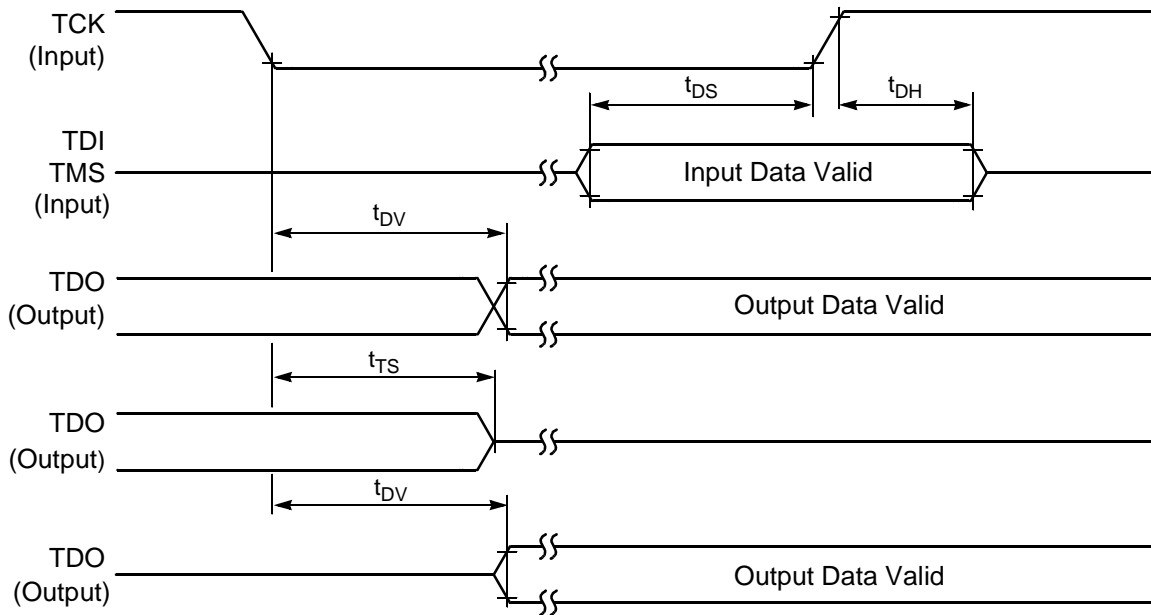 TCK
(Input)
tDS
tDH
TDI
TMS
(Input)
Input Data Valid
tDV
TDO
(Output)
Output Data Valid
tTS
TDO
(Output)
tDV
TDO
(Output)
Output Data Valid